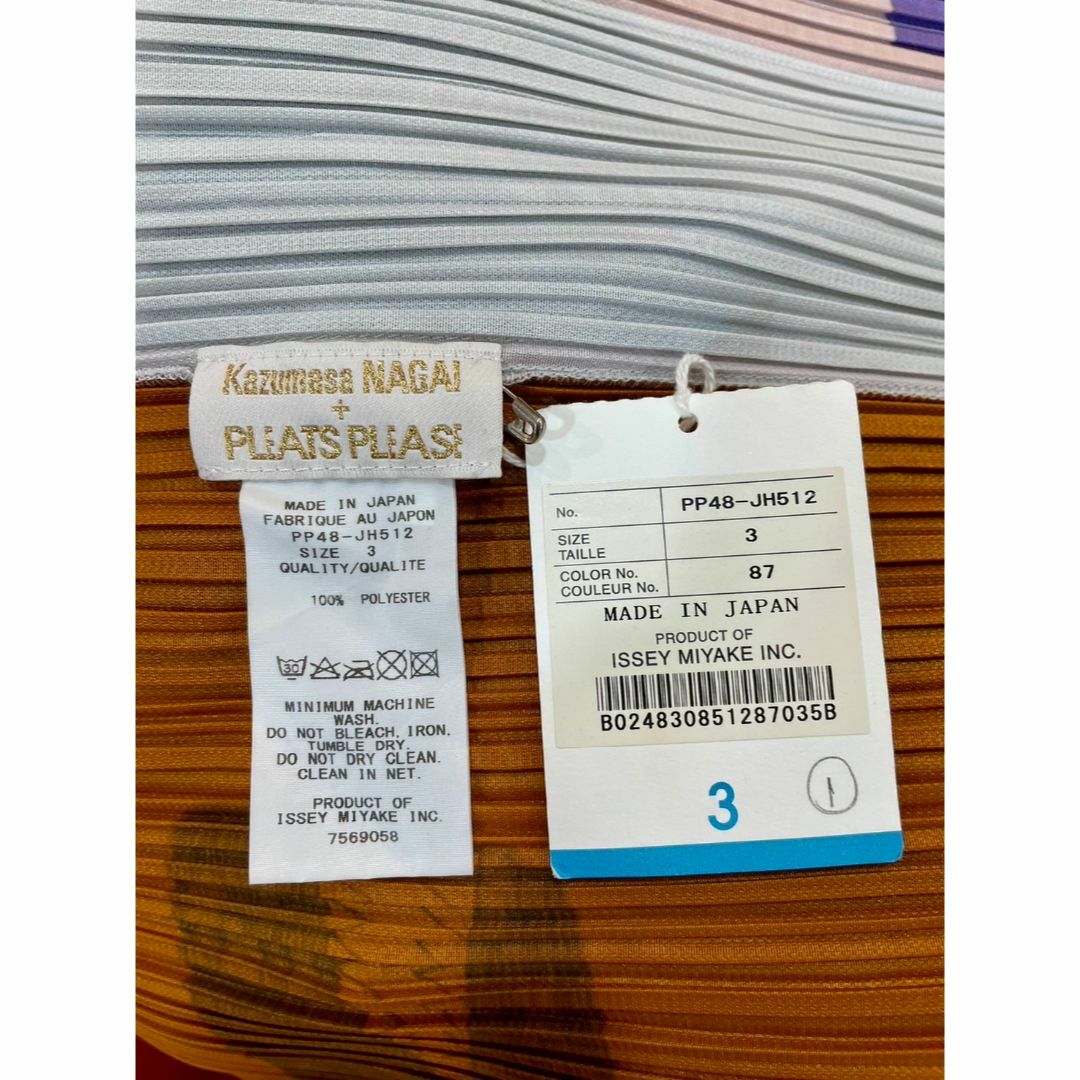 Kazumasa NAGAI
+
PLEATS PLEASE
MADE IN JAPAN
FABRIQUE AU JAPON
PP48-JH512
SIZE 3
QUALITY/QUALITE
100% POLYESTER
30
MINIMUM MACHINE
WASH.
DO NOT BLEACH, IRON.
TUMBLE DRY.
DO NOT DRY CLEAN.
CLEAN IN NET.
PRODUCT OF
ISSEY MIYAKE INC.
7569058
No. PP48-JH512
SIZE
TAILLE 3
COLOR No.
COULEUR No. 87
MADE IN JAPAN
PRODUCT OF
ISSEY MIYAKE INC.
B024830851287035B
3
1